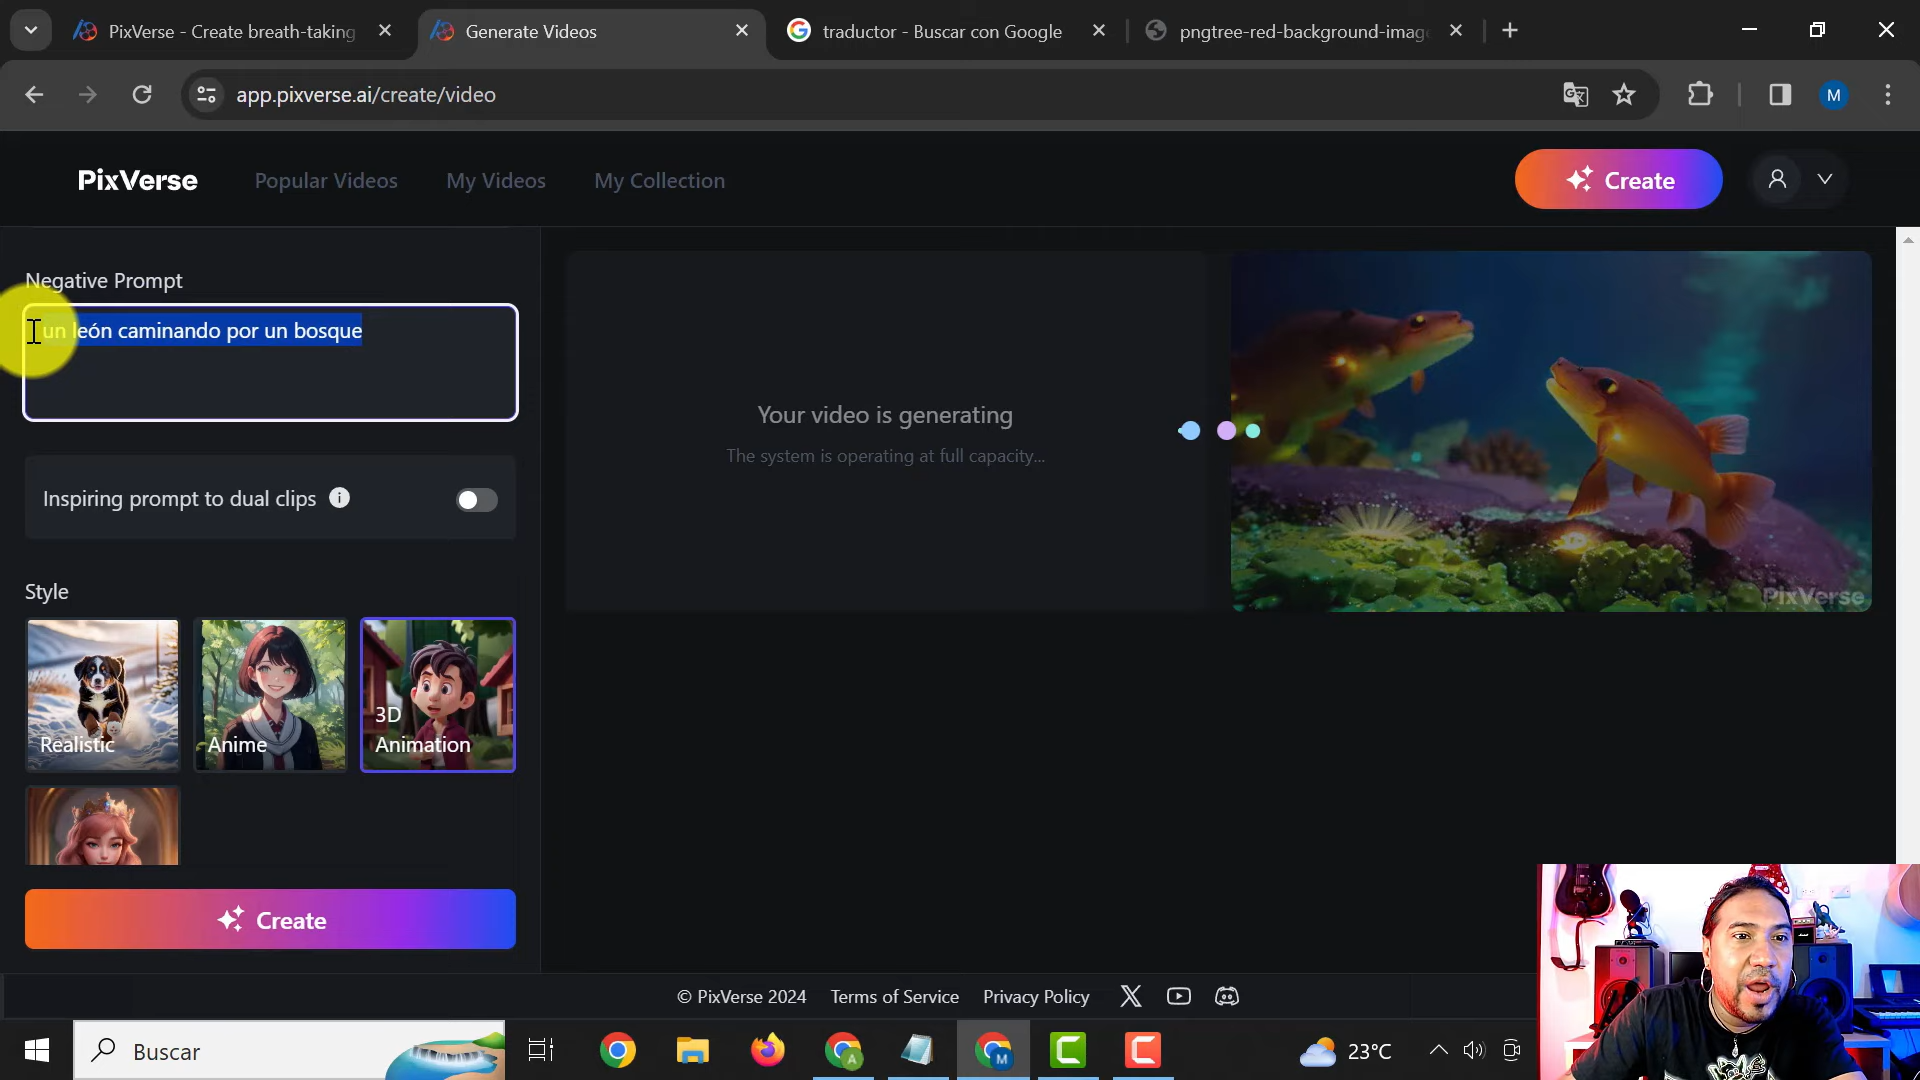 PixVerse - Create breath-taking
Generate Videos
traductor - Buscar con Google
pngtree-red-background-imag
app.pixverse.ai/create/video
M
PixVerse
Popular Videos
My Videos
My Collection
Create
Negative Prompt
un león caminando por un bosque
Your video is generating
The system is operating at full capacity...
Inspiring prompt to dual clips
Style
PixVerse
Realistic
Anime
3D
Animation
Create
© PixVerse 2024
Terms of Service
Privacy Policy
Buscar
A
M
23°C